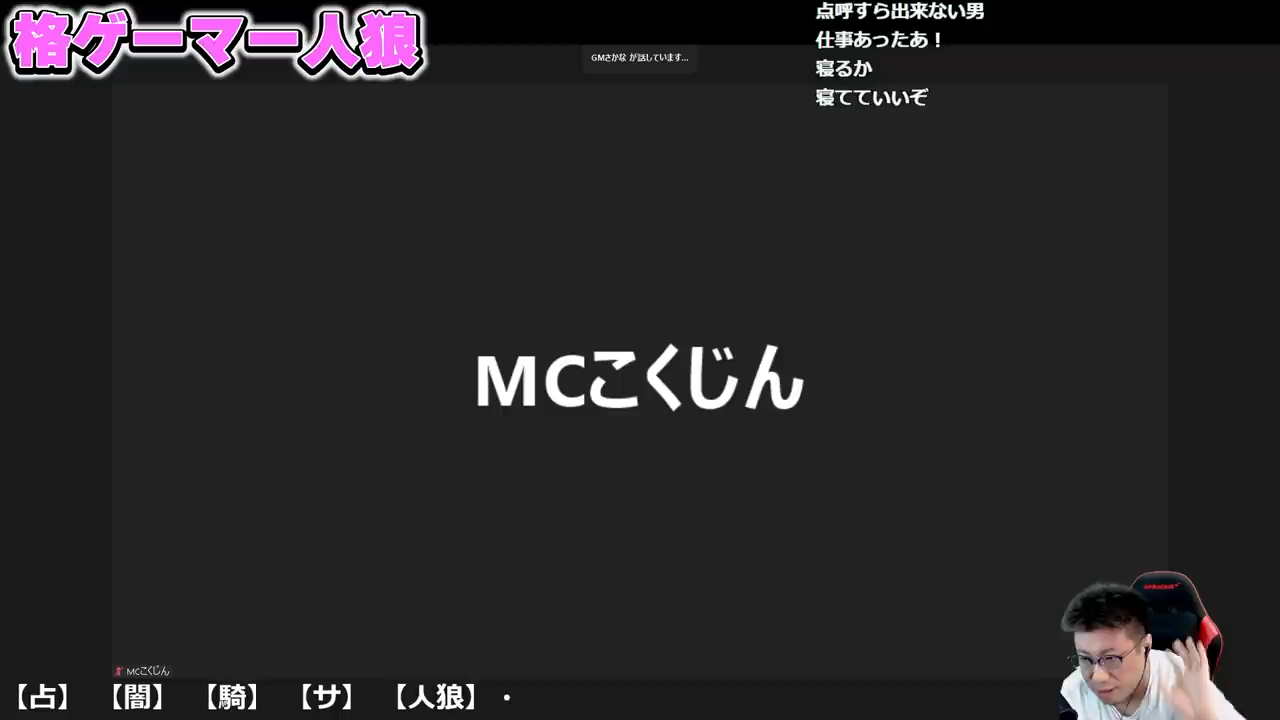 格ゲーマー人狼
点呼すら出来ない男
仕事あったあ！
寝るか
寝てていいぞ
GMさかな が話しています...
MCこくじん
AKRACING
MCこくじん
【占】 【闇】 【騎】 【サ】 【人狼】・